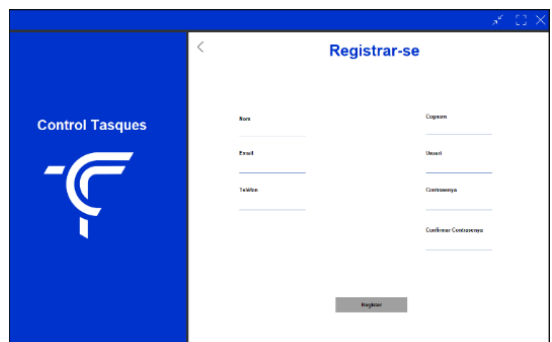 Registrar-se
Control Tasques
Nom
Cognom
Email
Usuari
Telèfon
Contrasenya
Confirmar Contrasenya
Registrar